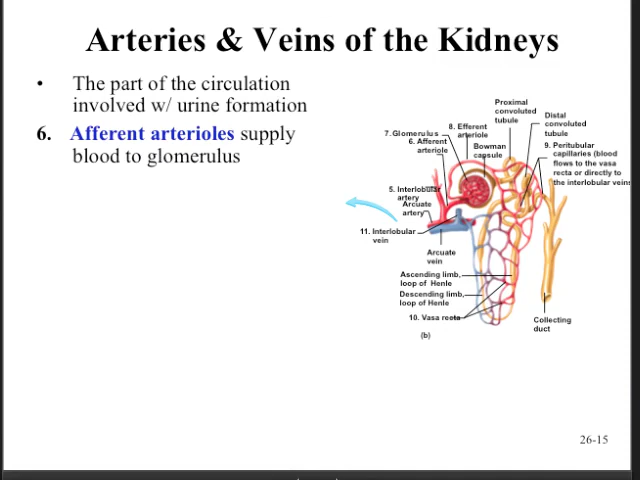 Arteries & Veins of the Kidneys
• The part of the circulation
involved w/ urine formation
6. Afferent arterioles supply
blood to glomerulus
Proximal
convoluted
tubule
Distal
convoluted
tubule
8. Efferent
arteriole
7. Glomerulus
6. Afferent
arteriole
Bowman
capsule
9. Peritubular
capillaries (blood
flows to the vasa
recta or directly to
the interlobular veins
5. Interlobular
artery
Arcuate
artery
11. Interlobular
vein
Arcuate
vein
Ascending limb,
loop of Henle
Descending limb,
loop of Henle
10. Vasa recta
Collecting
duct
(b)
26-15